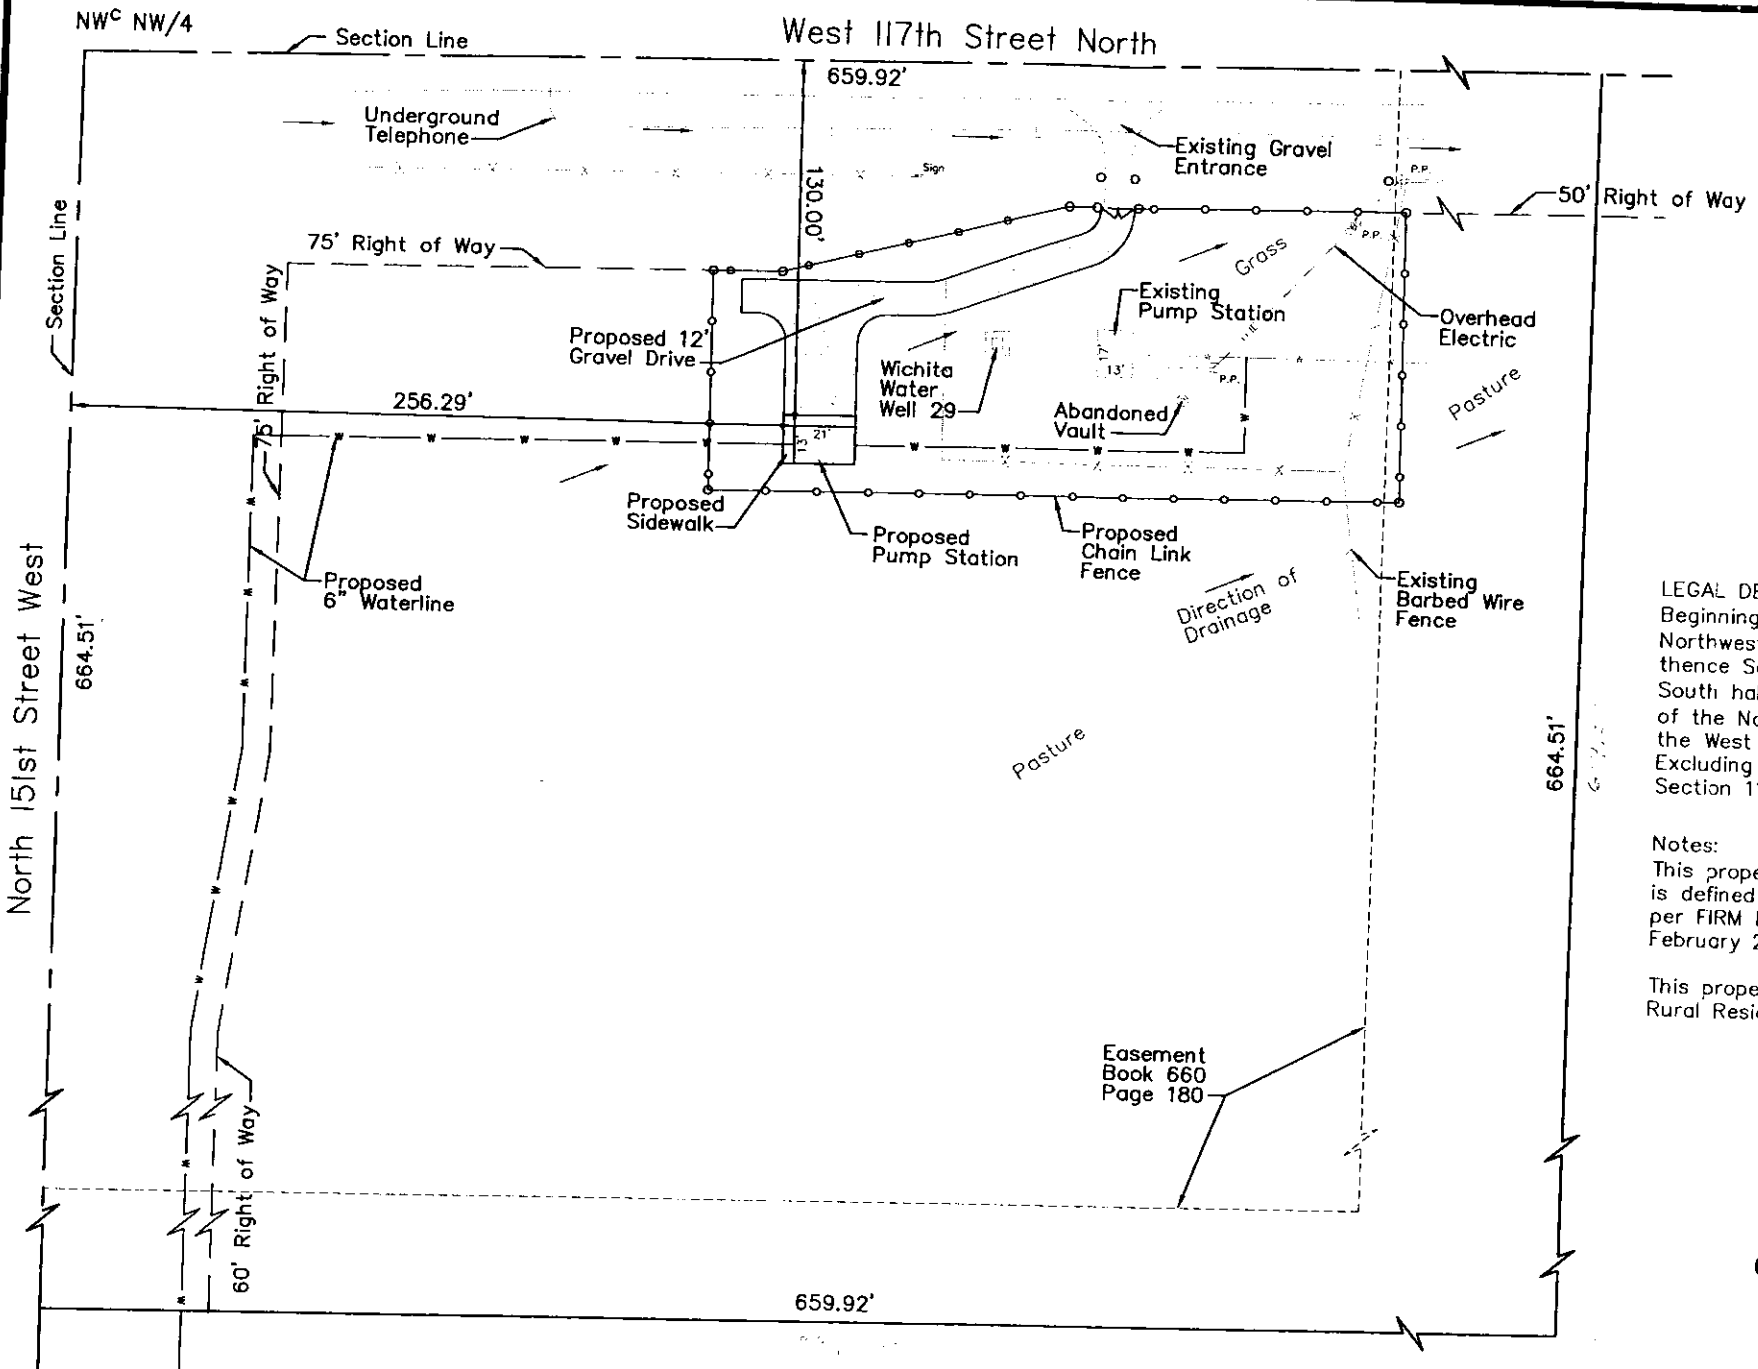 NWC NW/4
Section Line
West 117th Street North
659.92'
Underground
Telephone
Existing Gravel
Entrance
Sign
P.P.
130.00'
50' Right of Way
Section Line
75' Right of Way
75' Right of Way
Grass
P.P.
Existing
Pump Station
Overhead
Electric
Proposed 12'
Gravel Drive
17'
13'
Wichita
Water
Well 29
P.P.
Abandoned
Vault
Pasture
256.29'
W W W W W
13'
21'
W W W W
W
X X X X
Proposed
Sidewalk
Proposed
Pump Station
Proposed
Chain Link
Fence
Existing
Barbed Wire
Fence
Direction of
Drainage
Proposed
6" Waterline
North 151st Street West
664.51'
Pasture
664.51'
LEGAL DE
Beginning
Northwest
thence S
South ha
of the No
the West
Excluding
Section 1
Notes:
This prope
is defined
per FIRM
February 2
This prope
Rural Resi
Easement
Book 660
Page 180
60' Right of Way
659.92'